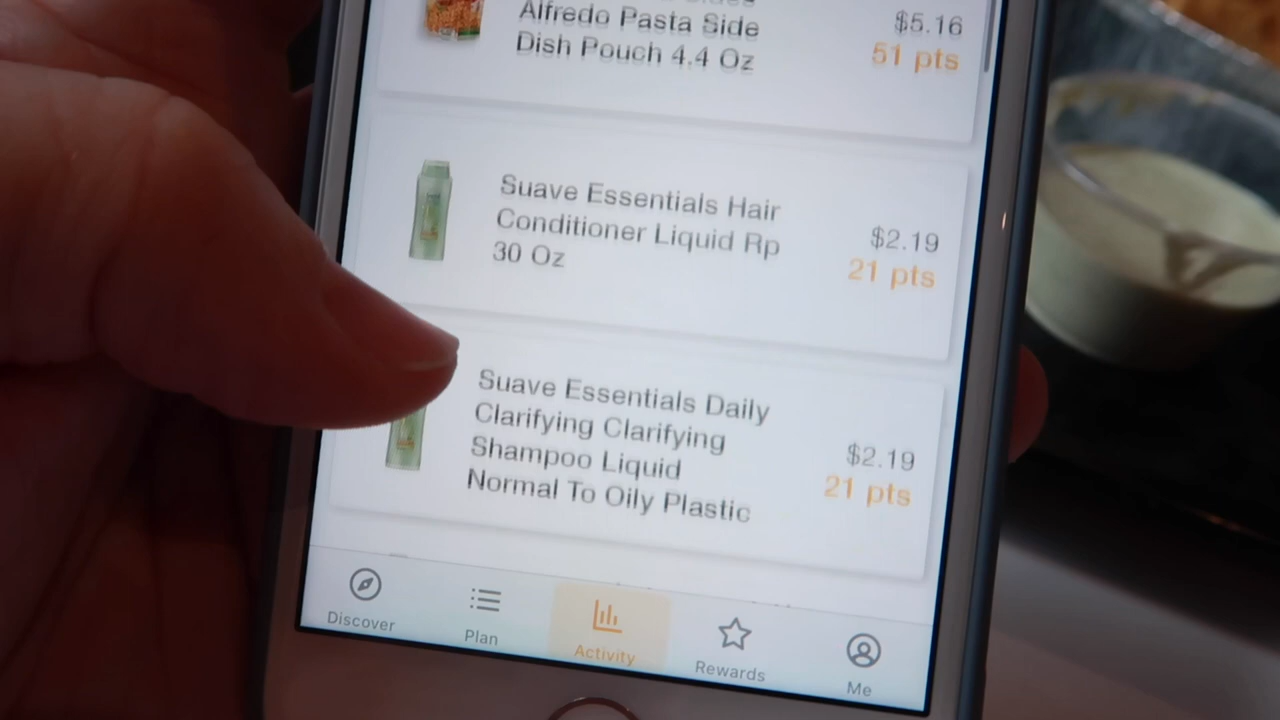 Alfredo Pasta Side
Dish Pouch 4.4 Oz
$5.16
51 pts
Suave Essentials Hair
Conditioner Liquid Rp
30 Oz
$2.19
21 pts
Suave Essentials Daily
Clarifying Clarifying
Shampoo Liquid
Normal To Oily Plastic
$2.19
21 pts
Discover
Plan
Activity
Rewards
Me